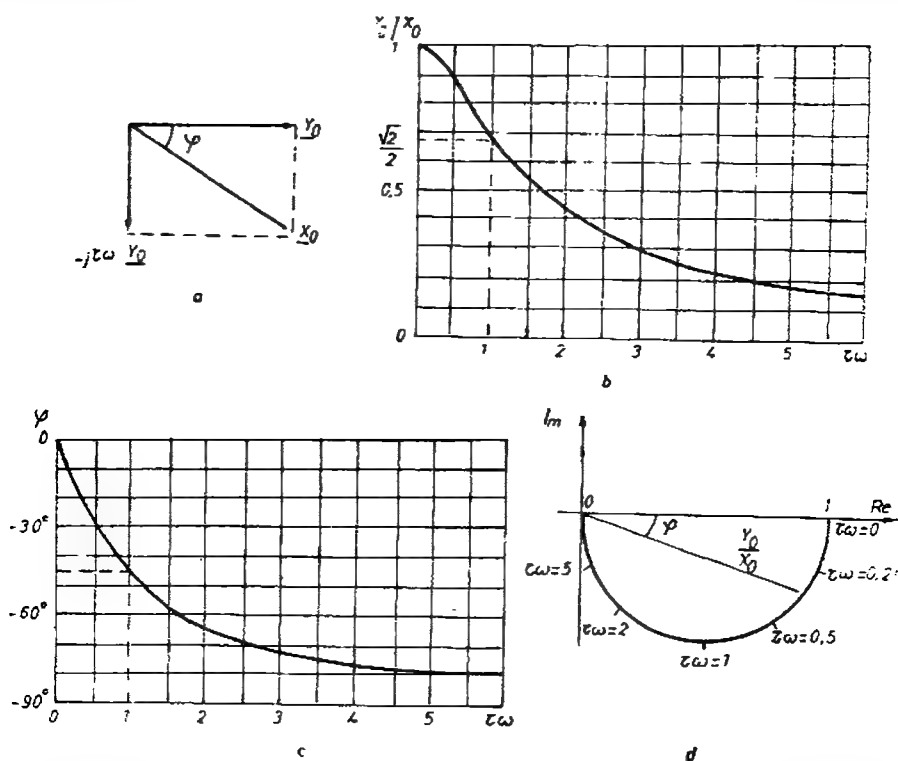 Y₀/X₀
1
√2/2
0,5
0
1
2
3
4
5
τω
b
Y₀
φ
X₀
-jτω Y₀
a
φ
0
-30°
-60°
-90°
0
1
2
3
4
5
τω
c
Im
0
1
Re
φ
Y₀/X₀
τω=0
τω=0,2
τω=0,5
τω=1
τω=2
τω=5
d